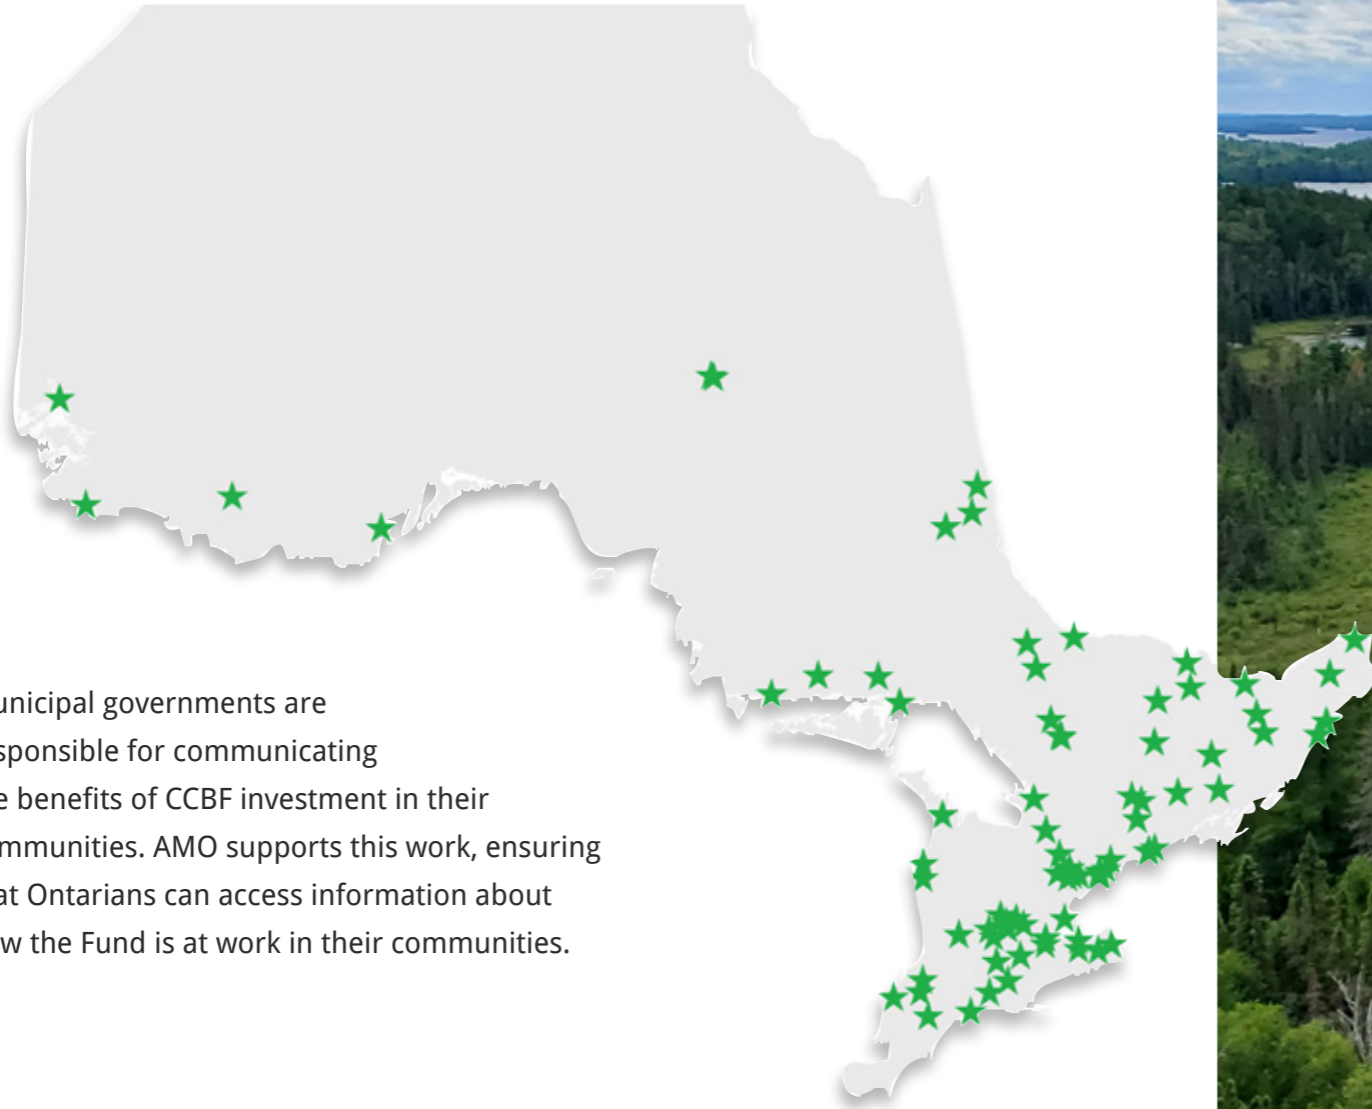 unicipal governments are
sponsible for communicating
e benefits of CCBF investment in their
mmunities. AMO supports this work, ensuring
at Ontarians can access information about
w the Fund is at work in their communities.